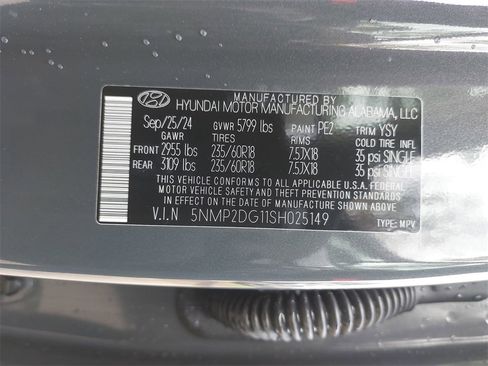 MANUFACTURED BY
HYUNDAI MOTOR MANUFACTURING ALABAMA, LLC
Sep/25/24 GVWR 5799 lbs PAINT PE2 TRIM YSY
GAWR TIRE RIM COLD TIRE INFL
FRONT 2955 lbs 235/60R18 7.5JX18 35 psi SINGLE
REAR 3109 lbs 235/60R18 7.5JX18 35 psi SINGLE
THIS VEHICLE CONFORMS TO ALL APPLICABLE U.S.A. FEDERAL
MOTOR VEHICLE SAFETY AND THEFT PREVENTION STANDARDS IN
EFFECT ON THE DATE OF MANUFACTURE SHOWN ABOVE
V.I.N 5NMP2DG11SH025149 TYPE: MPV